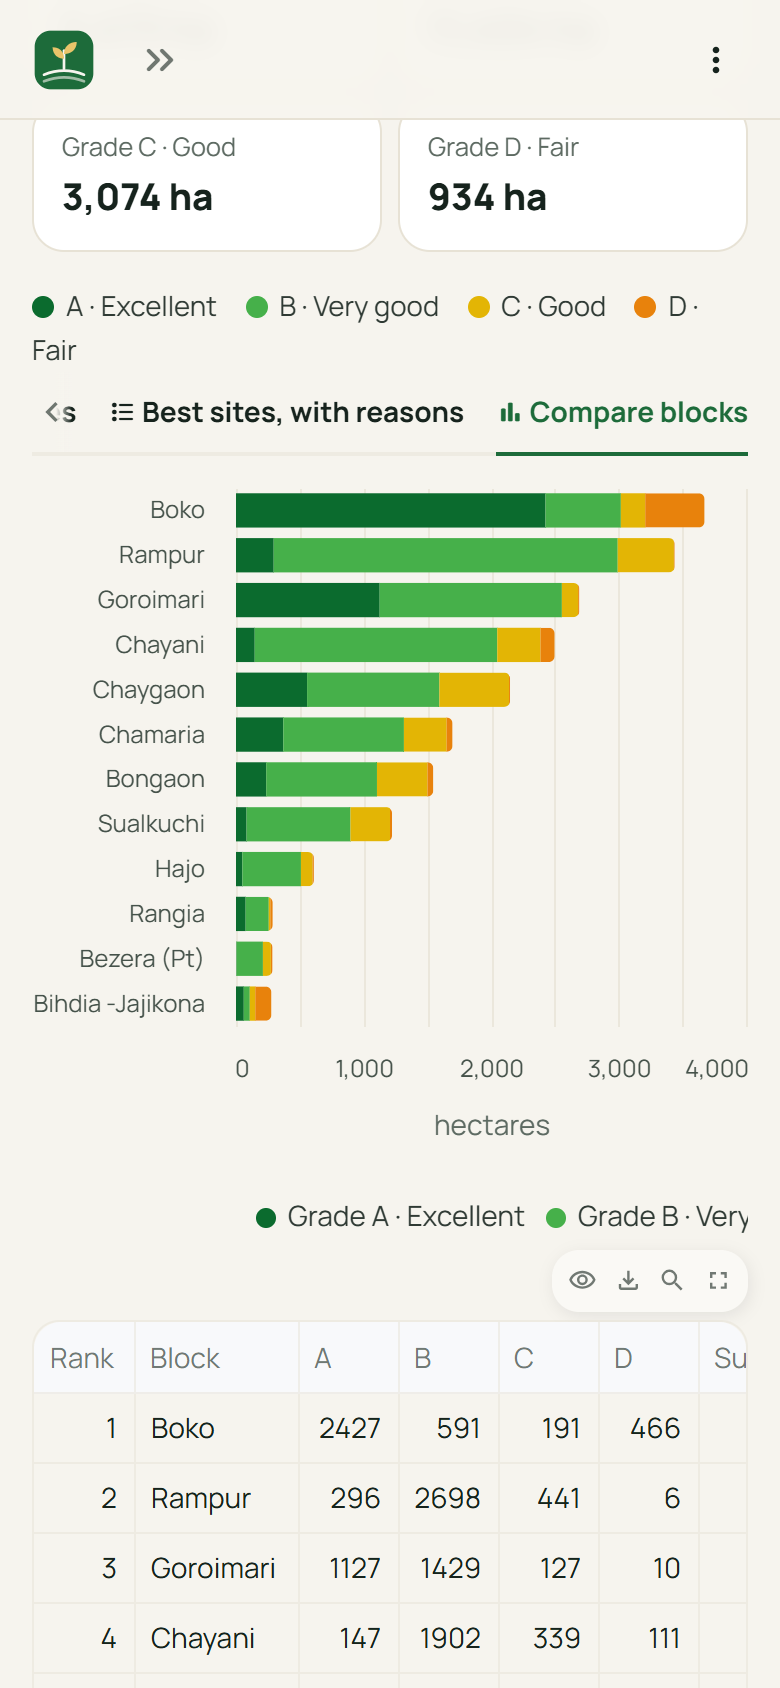 Grade C · Good
3,074 ha
Grade D · Fair
934 ha
A · Excellent
B · Very good
C · Good
D ·
Fair
s
Best sites, with reasons
Compare blocks
Boko
Rampur
Goroimari
Chayani
Chaygaon
Chamaria
Bongaon
Sualkuchi
Hajo
Rangia
Bezera (Pt)
Bihdia -Jajikona
0 1,000 2,000 3,000 4,000
hectares
Grade A · Excellent
Grade B · Very
Rank Block A B C D Su
1 Boko 2427 591 191 466
2 Rampur 296 2698 441 6
3 Goroimari 1127 1429 127 10
4 Chayani 147 1902 339 111